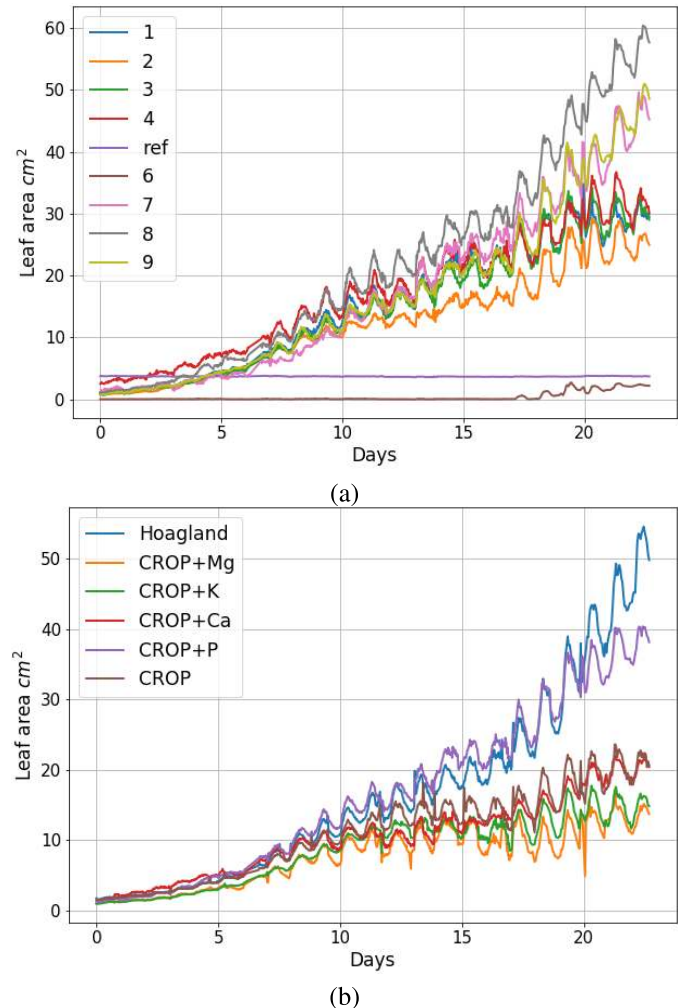 60
50
40
30
20
10
0
Leaf area cm²
1
2
3
4
ref
6
7
8
9
0 5 10 15 20
Days
(a)
50
40
30
20
10
0
Leaf area cm²
Hoagland
CROP+Mg
CROP+K
CROP+Ca
CROP+P
CROP
0 5 10 15 20
Days
(b)